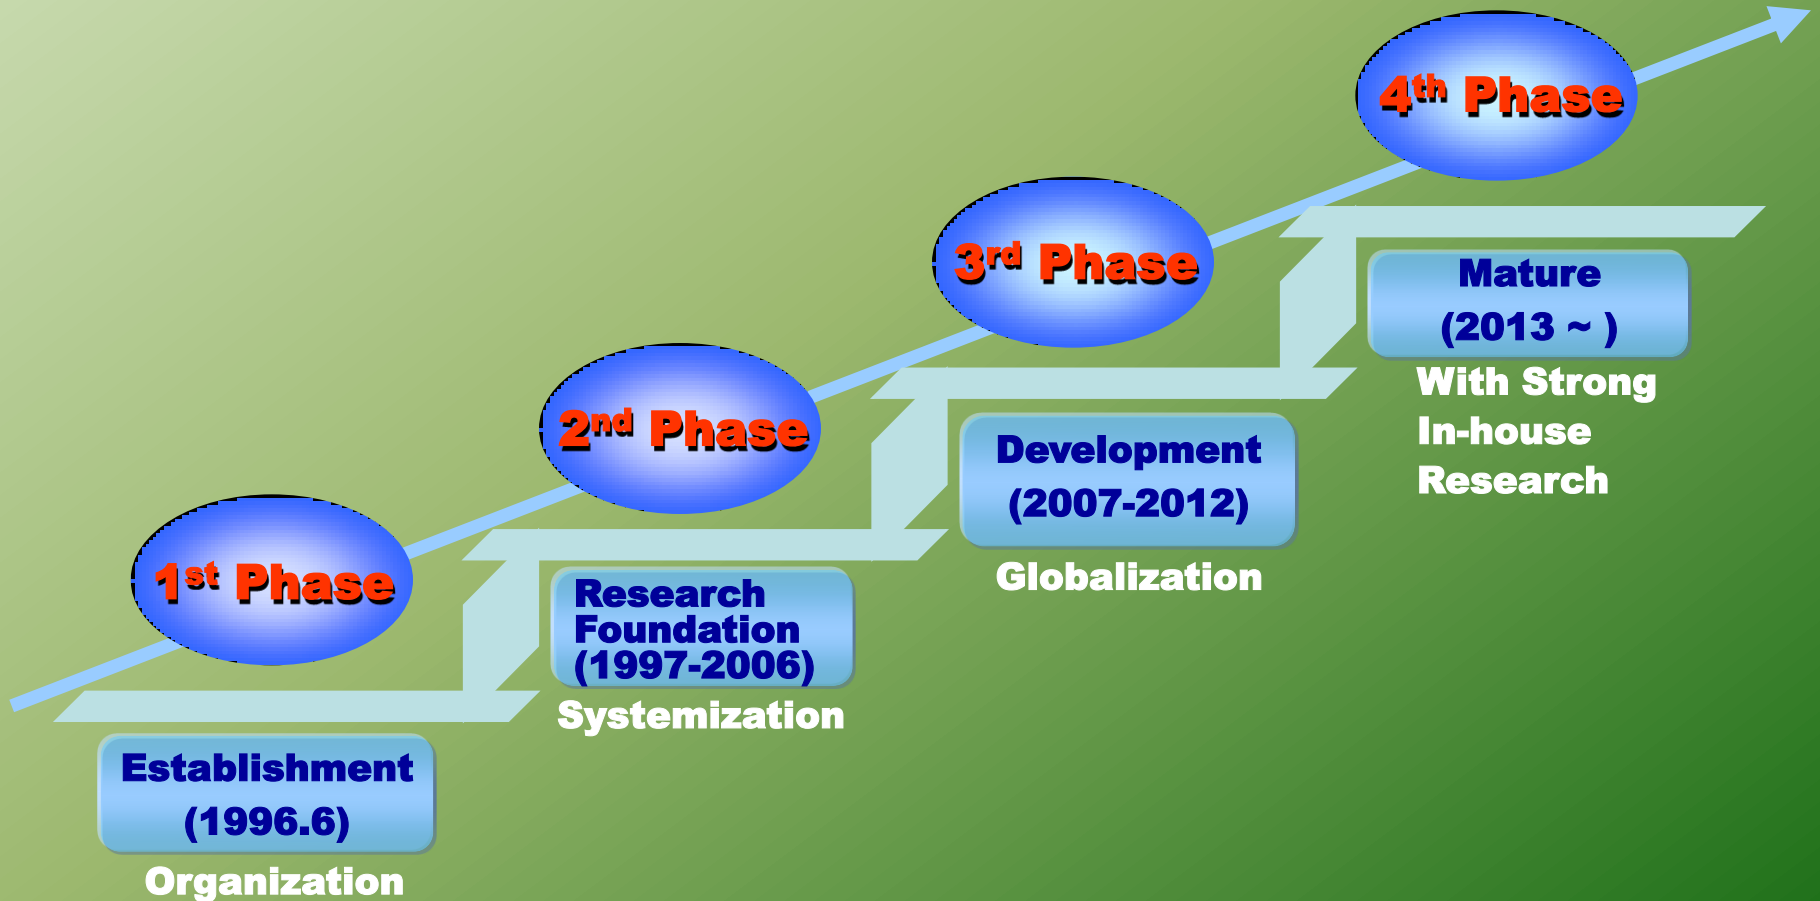 1st Phase
Establishment
(1996.6)
Organization
2nd Phase
Research
Foundation
(1997-2006)
Systemization
3rd Phase
Development
(2007-2012)
Globalization
4th Phase
Mature
(2013 ~ )
With Strong
In-house
Research